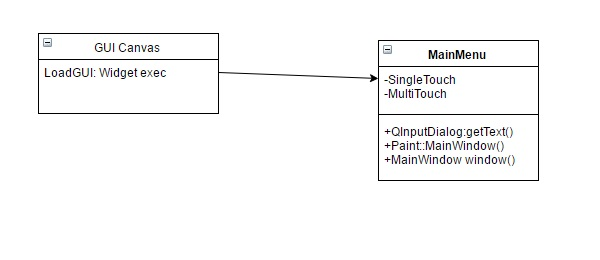 GUI Canvas
LoadGUI: Widget exec
MainMenu
-SingleTouch
-MultiTouch
+QInputDialog:getText()
+Paint::MainWindow()
+MainWindow window()